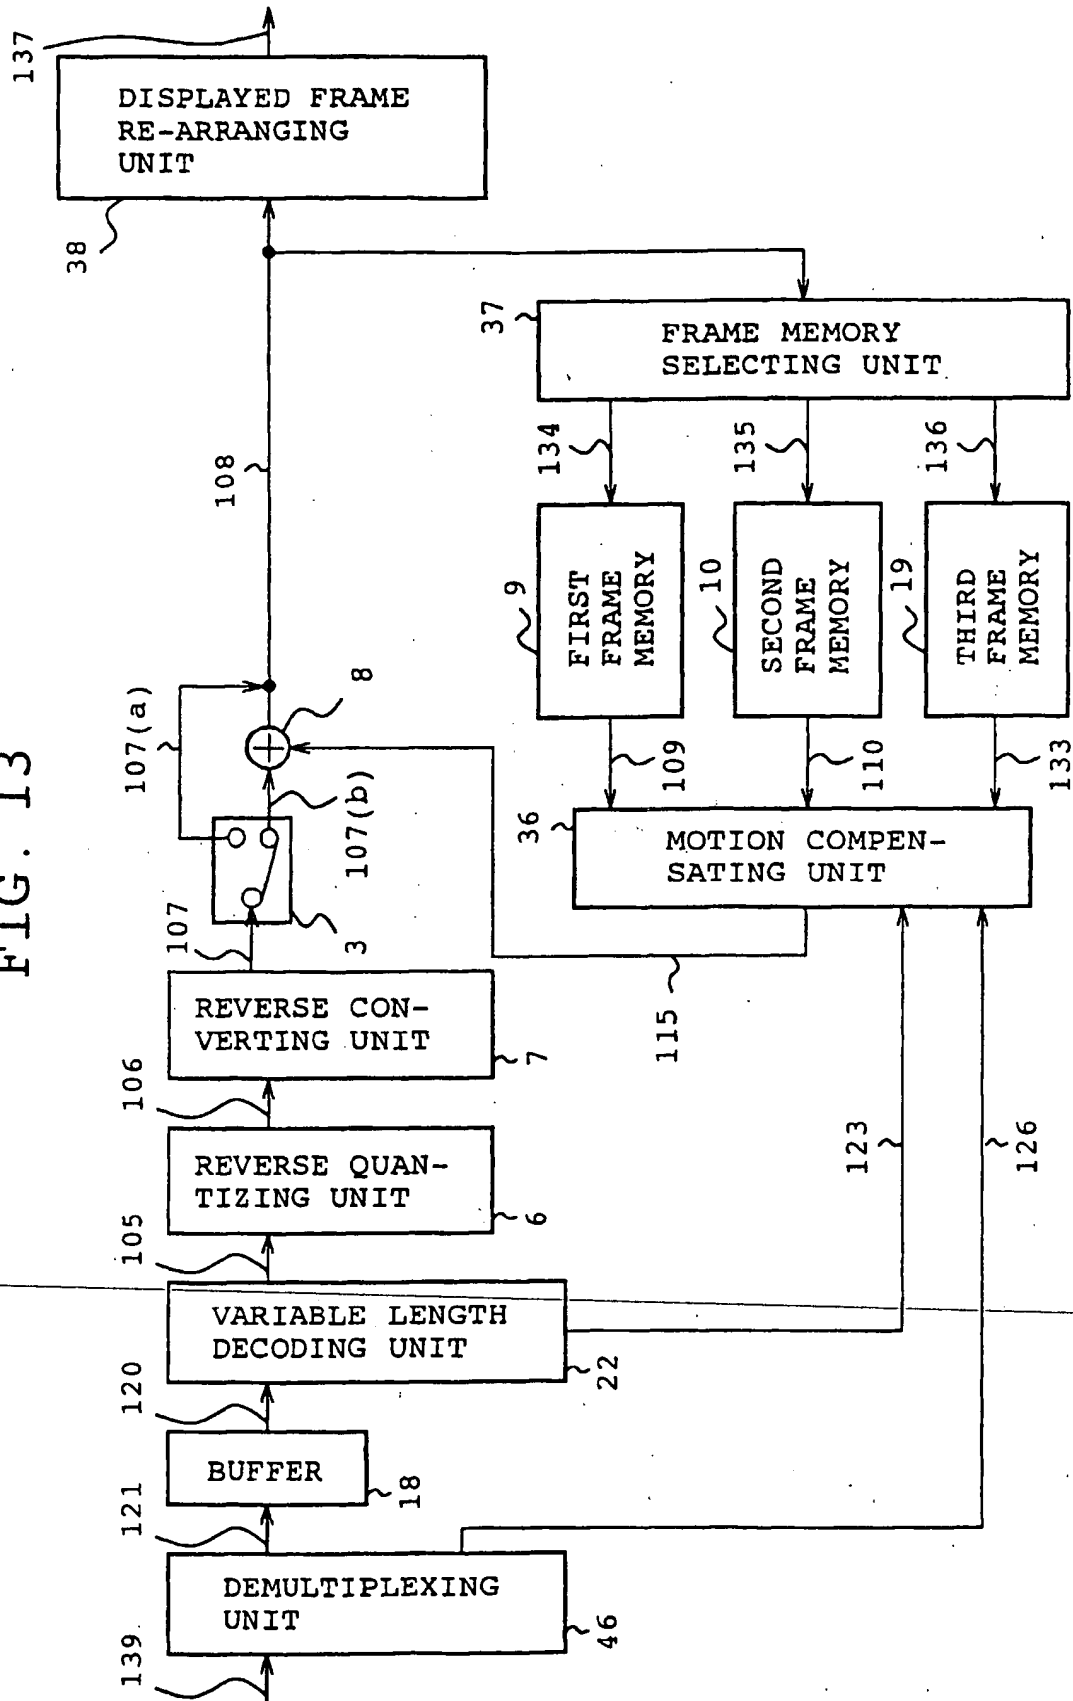 FIG. 13
137
DISPLAYED FRAME
RE-ARRANGING
UNIT
38
37
FRAME MEMORY
SELECTING UNIT
108
134
135
136
9
FIRST
FRAME
MEMORY
10
SECOND
FRAME
MEMORY
19
THIRD
FRAME
MEMORY
107(a)
8
107(b)
109
110
133
36
MOTION COMPEN-
SATING UNIT
107
3
115
REVERSE CON-
VERTING UNIT
7
106
123
126
REVERSE QUAN-
TIZING UNIT
6
105
VARIABLE LENGTH
DECODING UNIT
22
120
BUFFER
18
121
DEMULTIPLEXING
UNIT
46
139